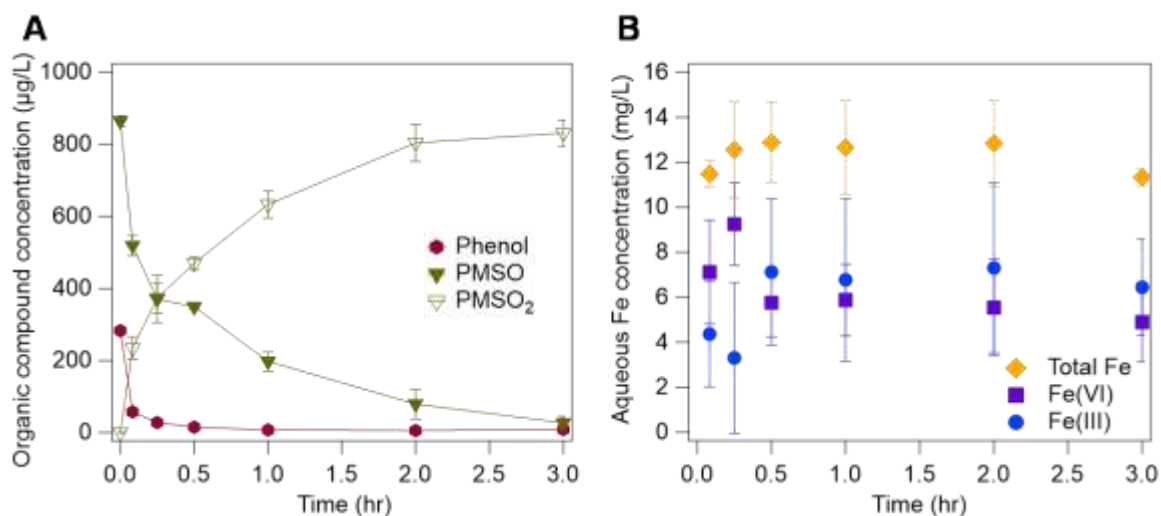 A
Organic compound concentration (µg/L)
1000
800
600
400
200
0
Phenol
PMSO
PMSO₂
0.0 0.5 1.0 1.5 2.0 2.5 3.0
Time (hr)
B
Aqueous Fe concentration (mg/L)
16
14
12
10
8
6
4
2
0
Total Fe
Fe(VI)
Fe(III)
0.0 0.5 1.0 1.5 2.0 2.5 3.0
Time (hr)